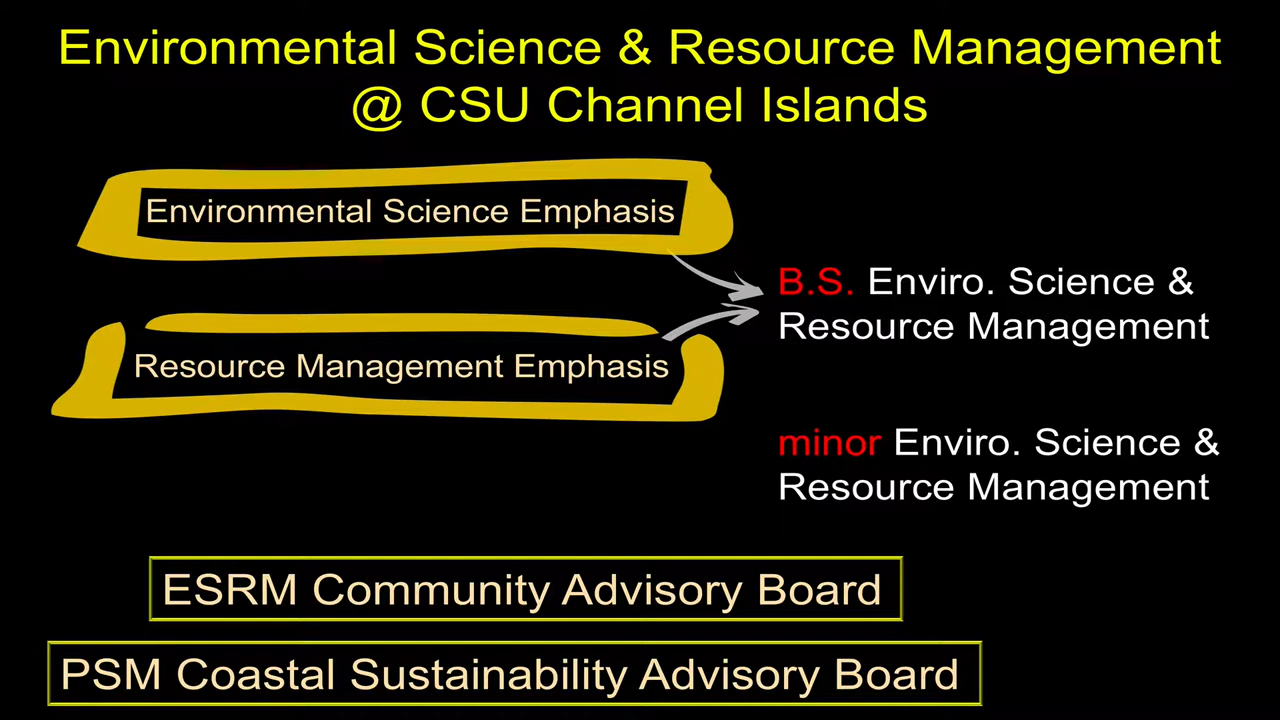 Environmental Science & Resource Management
@ CSU Channel Islands
Environmental Science Emphasis
Resource Management Emphasis
B.S. Enviro. Science &
Resource Management
minor Enviro. Science &
Resource Management
ESRM Community Advisory Board
PSM Coastal Sustainability Advisory Board